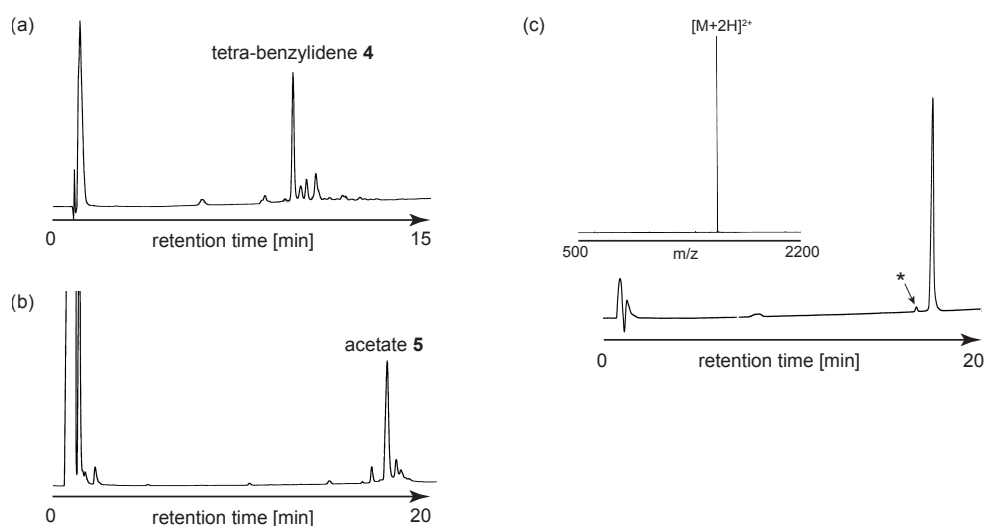 (a)
tetra-benzylidene 4
0
retention time [min]
15
(b)
acetate 5
0
retention time [min]
20
(c)
[M+2H]²⁺
500
m/z
2200
*
0
retention time [min]
20